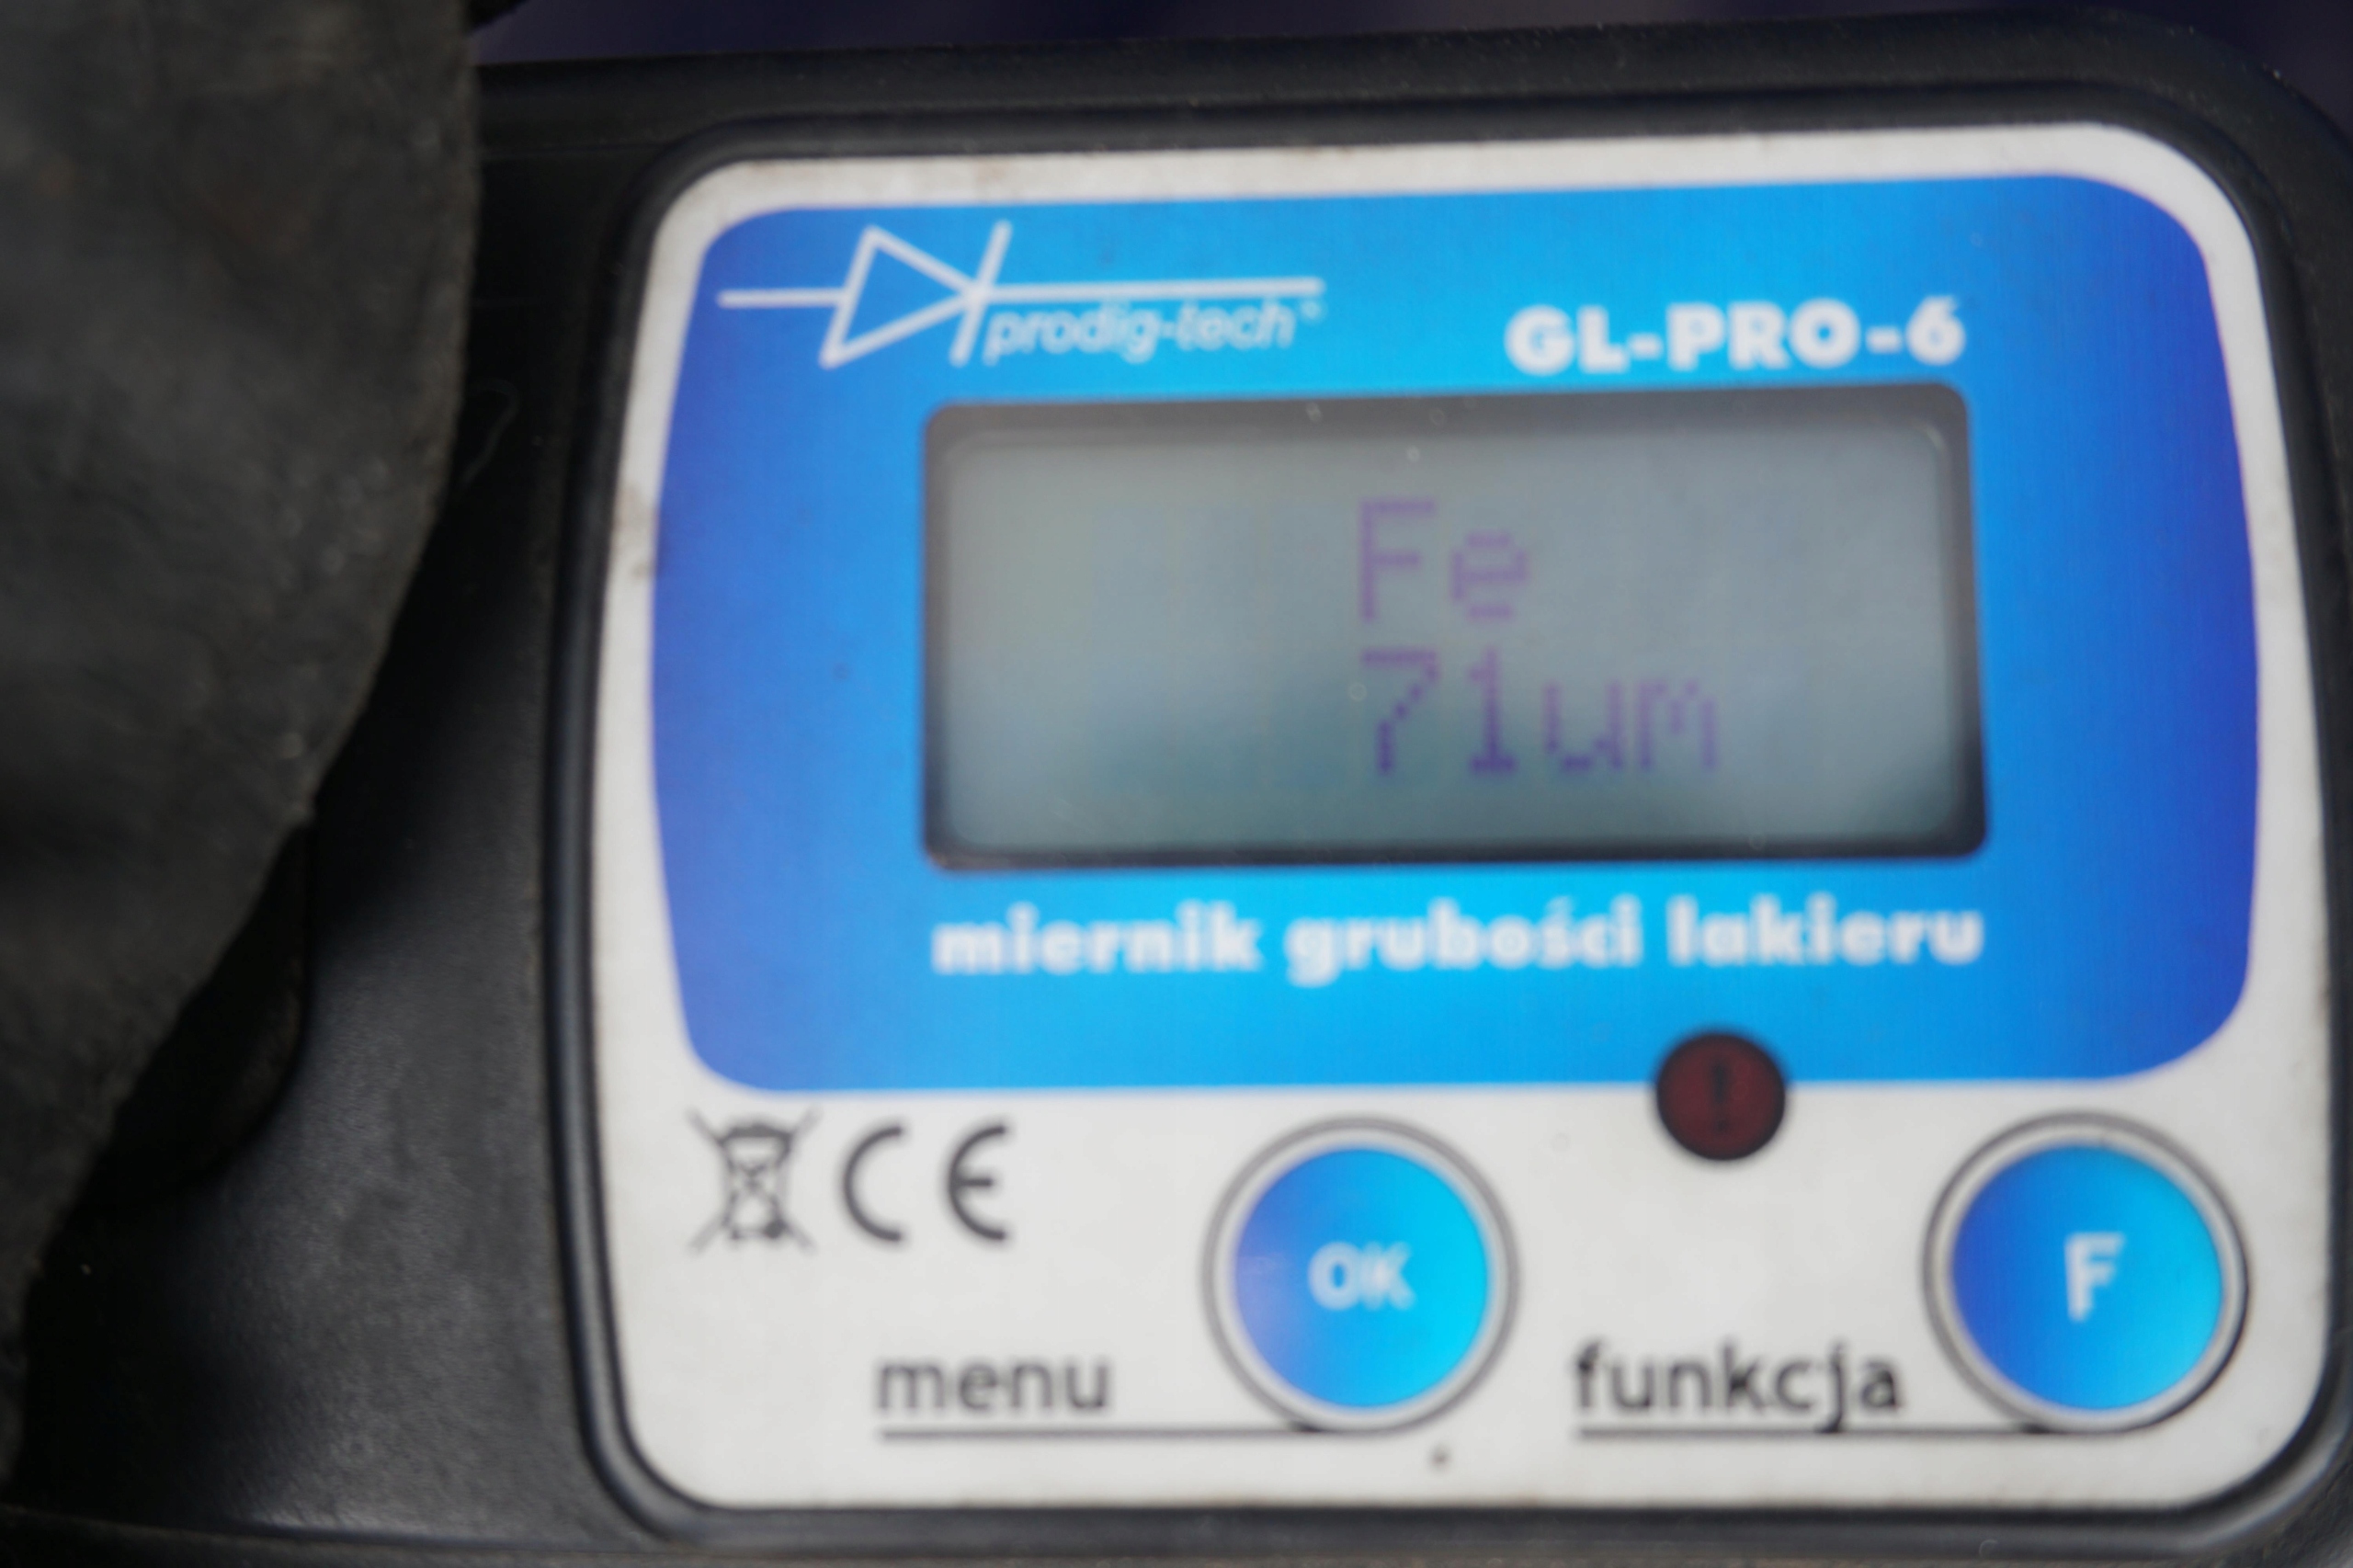 prodig-tech
GL-PRO-6
Fe
71um
miernik grubości lakieru
!
CE
OK
F
menu
funkcja